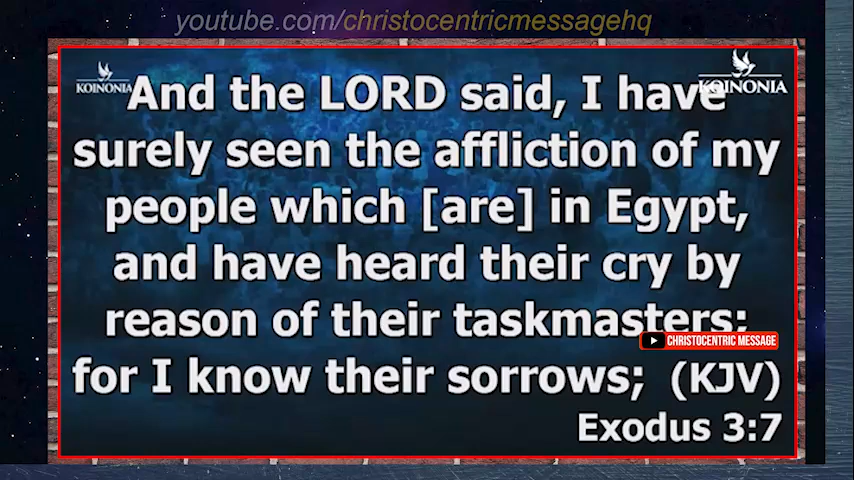 youtube.com/christocentricmessagehq
KOINONIA
KOINONIA
And the LORD said, I have
surely seen the affliction of my
people which [are] in Egypt,
and have heard their cry by
reason of their taskmasters;
CHRISTOCENTRIC MESSAGE
for I know their sorrows; (KJV)
Exodus 3:7